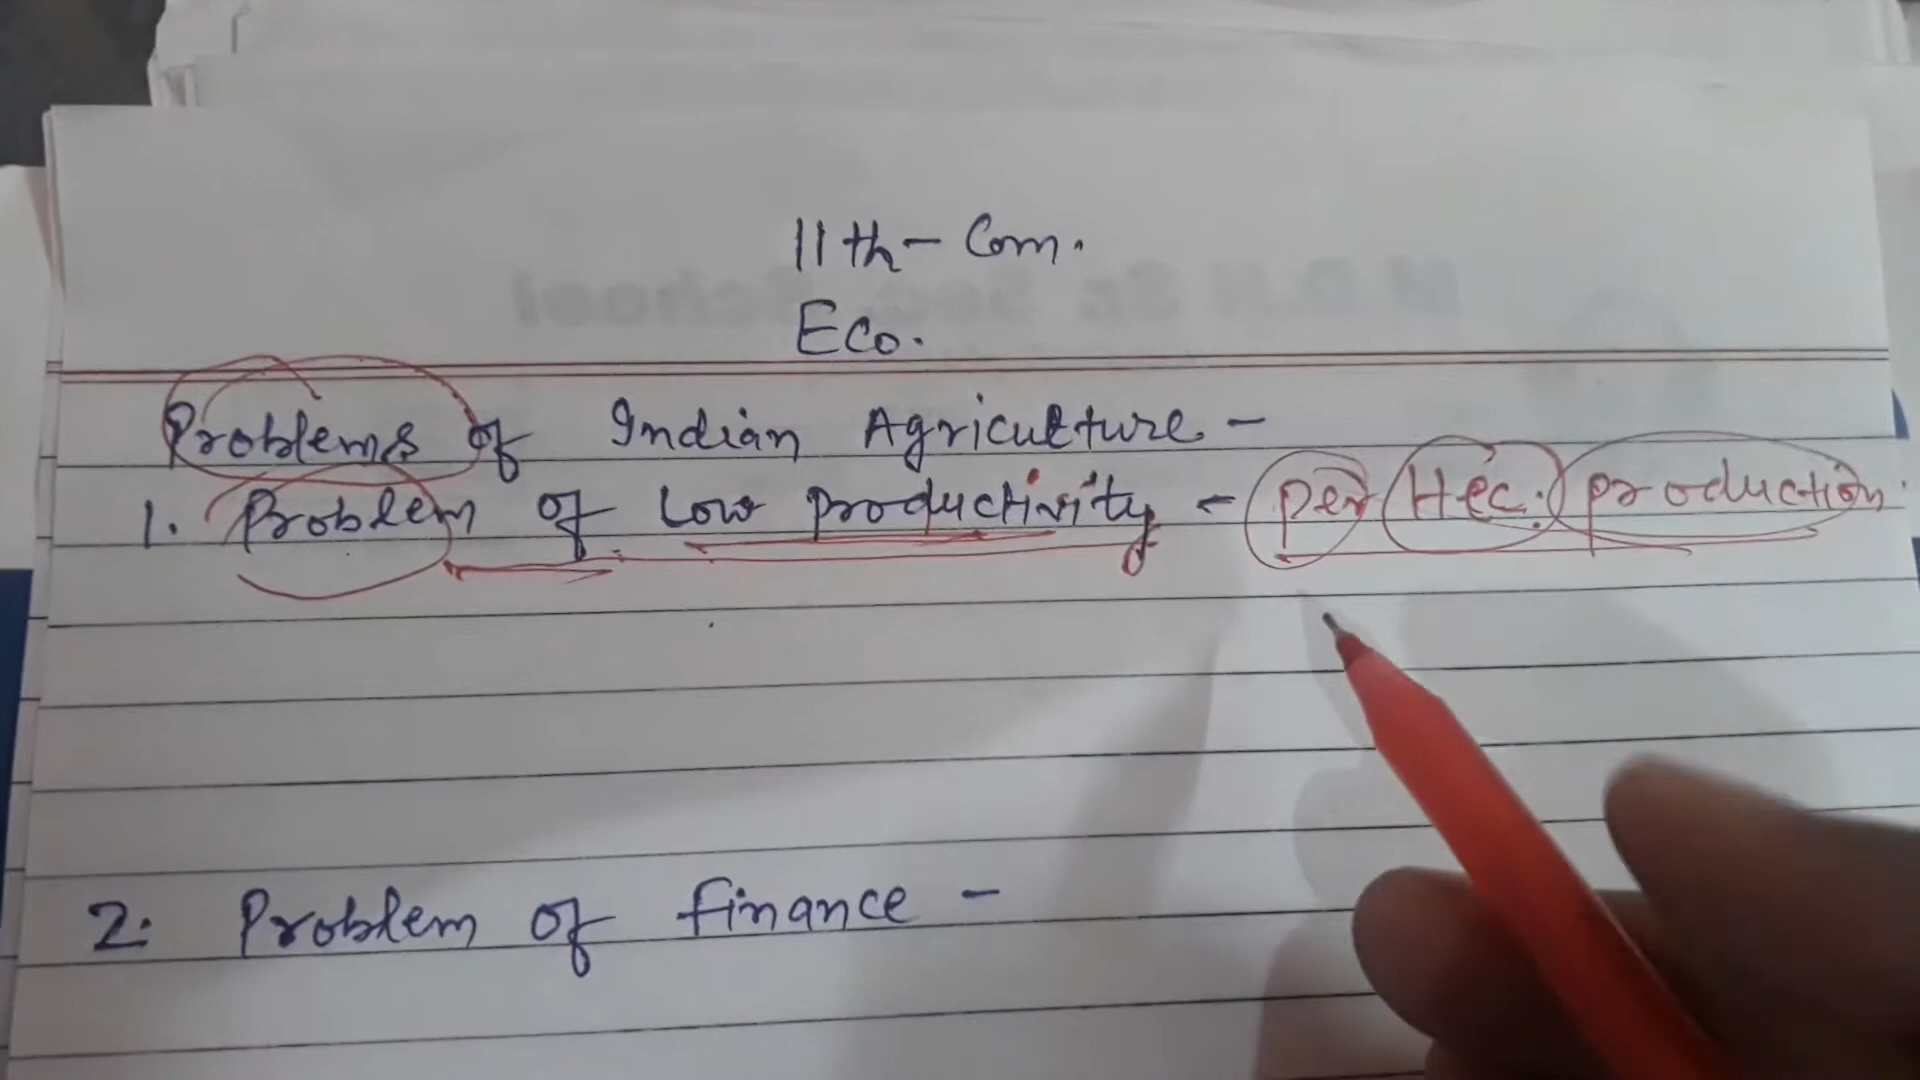 11th - Com.
Eco.
Problems of Indian Agriculture -
1. Problem of Low Productivity - per Hec. production.
2. Problem of finance -